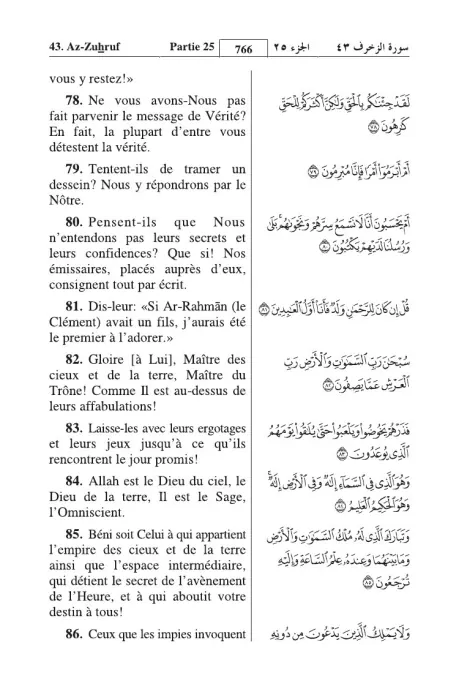 43. Az-Zuhruf Partie 25 766 الجزء ٢٥ سورة الزخرف ٤٣
vous y restez!»
78. Ne vous avons-Nous pas
fait parvenir le message de Vérité?
En fait, la plupart d’entre vous
détestent la vérité.
79. Tentent-ils de tramer un
dessein? Nous y répondrons par le
Nôtre.
80. Pensent-ils que Nous
n’entendons pas leurs secrets et
leurs confidences? Que si! Nos
émissaires, placés auprès d’eux,
consignent tout par écrit.
81. Dis-leur: «Si Ar-Rahmān (le
Clément) avait un fils, j’aurais été
le premier à l’adorer.»
82. Gloire [à Lui], Maître des
cieux et de la terre, Maître du
Trône! Comme Il est au-dessus de
leurs affabulations!
83. Laisse-les avec leurs ergotages
et leurs jeux jusqu’à ce qu’ils
rencontrent le jour promis!
84. Allah est le Dieu du ciel, le
Dieu de la terre, Il est le Sage,
l’Omniscient.
85. Béni soit Celui à qui appartient
l’empire des cieux et de la terre
ainsi que l’espace intermédiaire,
qui détient le secret de l’avènement
de l’Heure, et à qui aboutit votre
destin à tous!
86. Ceux que les impies invoquent
لَقَدْ جِئْنَٰكُم بِٱلْحَقِّ وَلَٰكِنَّ أَكْثَرَكُمْ لِلْحَقِّ
كَٰرِهُونَ ٧٨
أَمْ أَبْرَمُوٓا۟ أَمْرًا فَإِنَّا مُبْرِمُونَ ٧٩
أَمْ يَحْسَبُونَ أَنَّا لَا نَسْمَعُ سِرَّهُمْ وَنَجْوَىٰهُم ۚ بَلَىٰ
وَرُسُلُنَا لَدَيْهِمْ يَكْتُبُونَ ٨٠
قُلْ إِن كَانَ لِلرَّحْمَٰنِ وَلَدٌ فَأَنَا۠ أَوَّلُ ٱلْعَٰبِدِينَ ٨١
سُبْحَٰنَ رَبِّ ٱلسَّمَٰوَٰتِ وَٱلْأَرْضِ رَبِّ
ٱلْعَرْشِ عَمَّا يَصِفُونَ ٨٢
فَذَرْهُمْ يَخُوضُوا۟ وَيَلْعَبُوا۟ حَتَّىٰ يُلَٰقُوا۟ يَوْمَهُمُ
ٱلَّذِى يُوعَدُونَ ٨٣
وَهُوَ ٱلَّذِى فِى ٱلسَّمَآءِ إِلَٰهٌ وَفِى ٱلْأَرْضِ إِلَٰهٌ ۚ
وَهُوَ ٱلْحَكِيمُ ٱلْعَلِيمُ ٨٤
وَتَبَارَكَ ٱلَّذِى لَهُۥ مُلْكُ ٱلسَّمَٰوَٰتِ وَٱلْأَرْضِ
وَمَا بَيْنَهُمَا وَعِندَهُۥ عِلْمُ ٱلسَّاعَةِ وَإِلَيْهِ
تُرْجَعُونَ ٨٥
وَلَا يَمْلِكُ ٱلَّذِينَ يَدْعُونَ مِن دُونِهِ